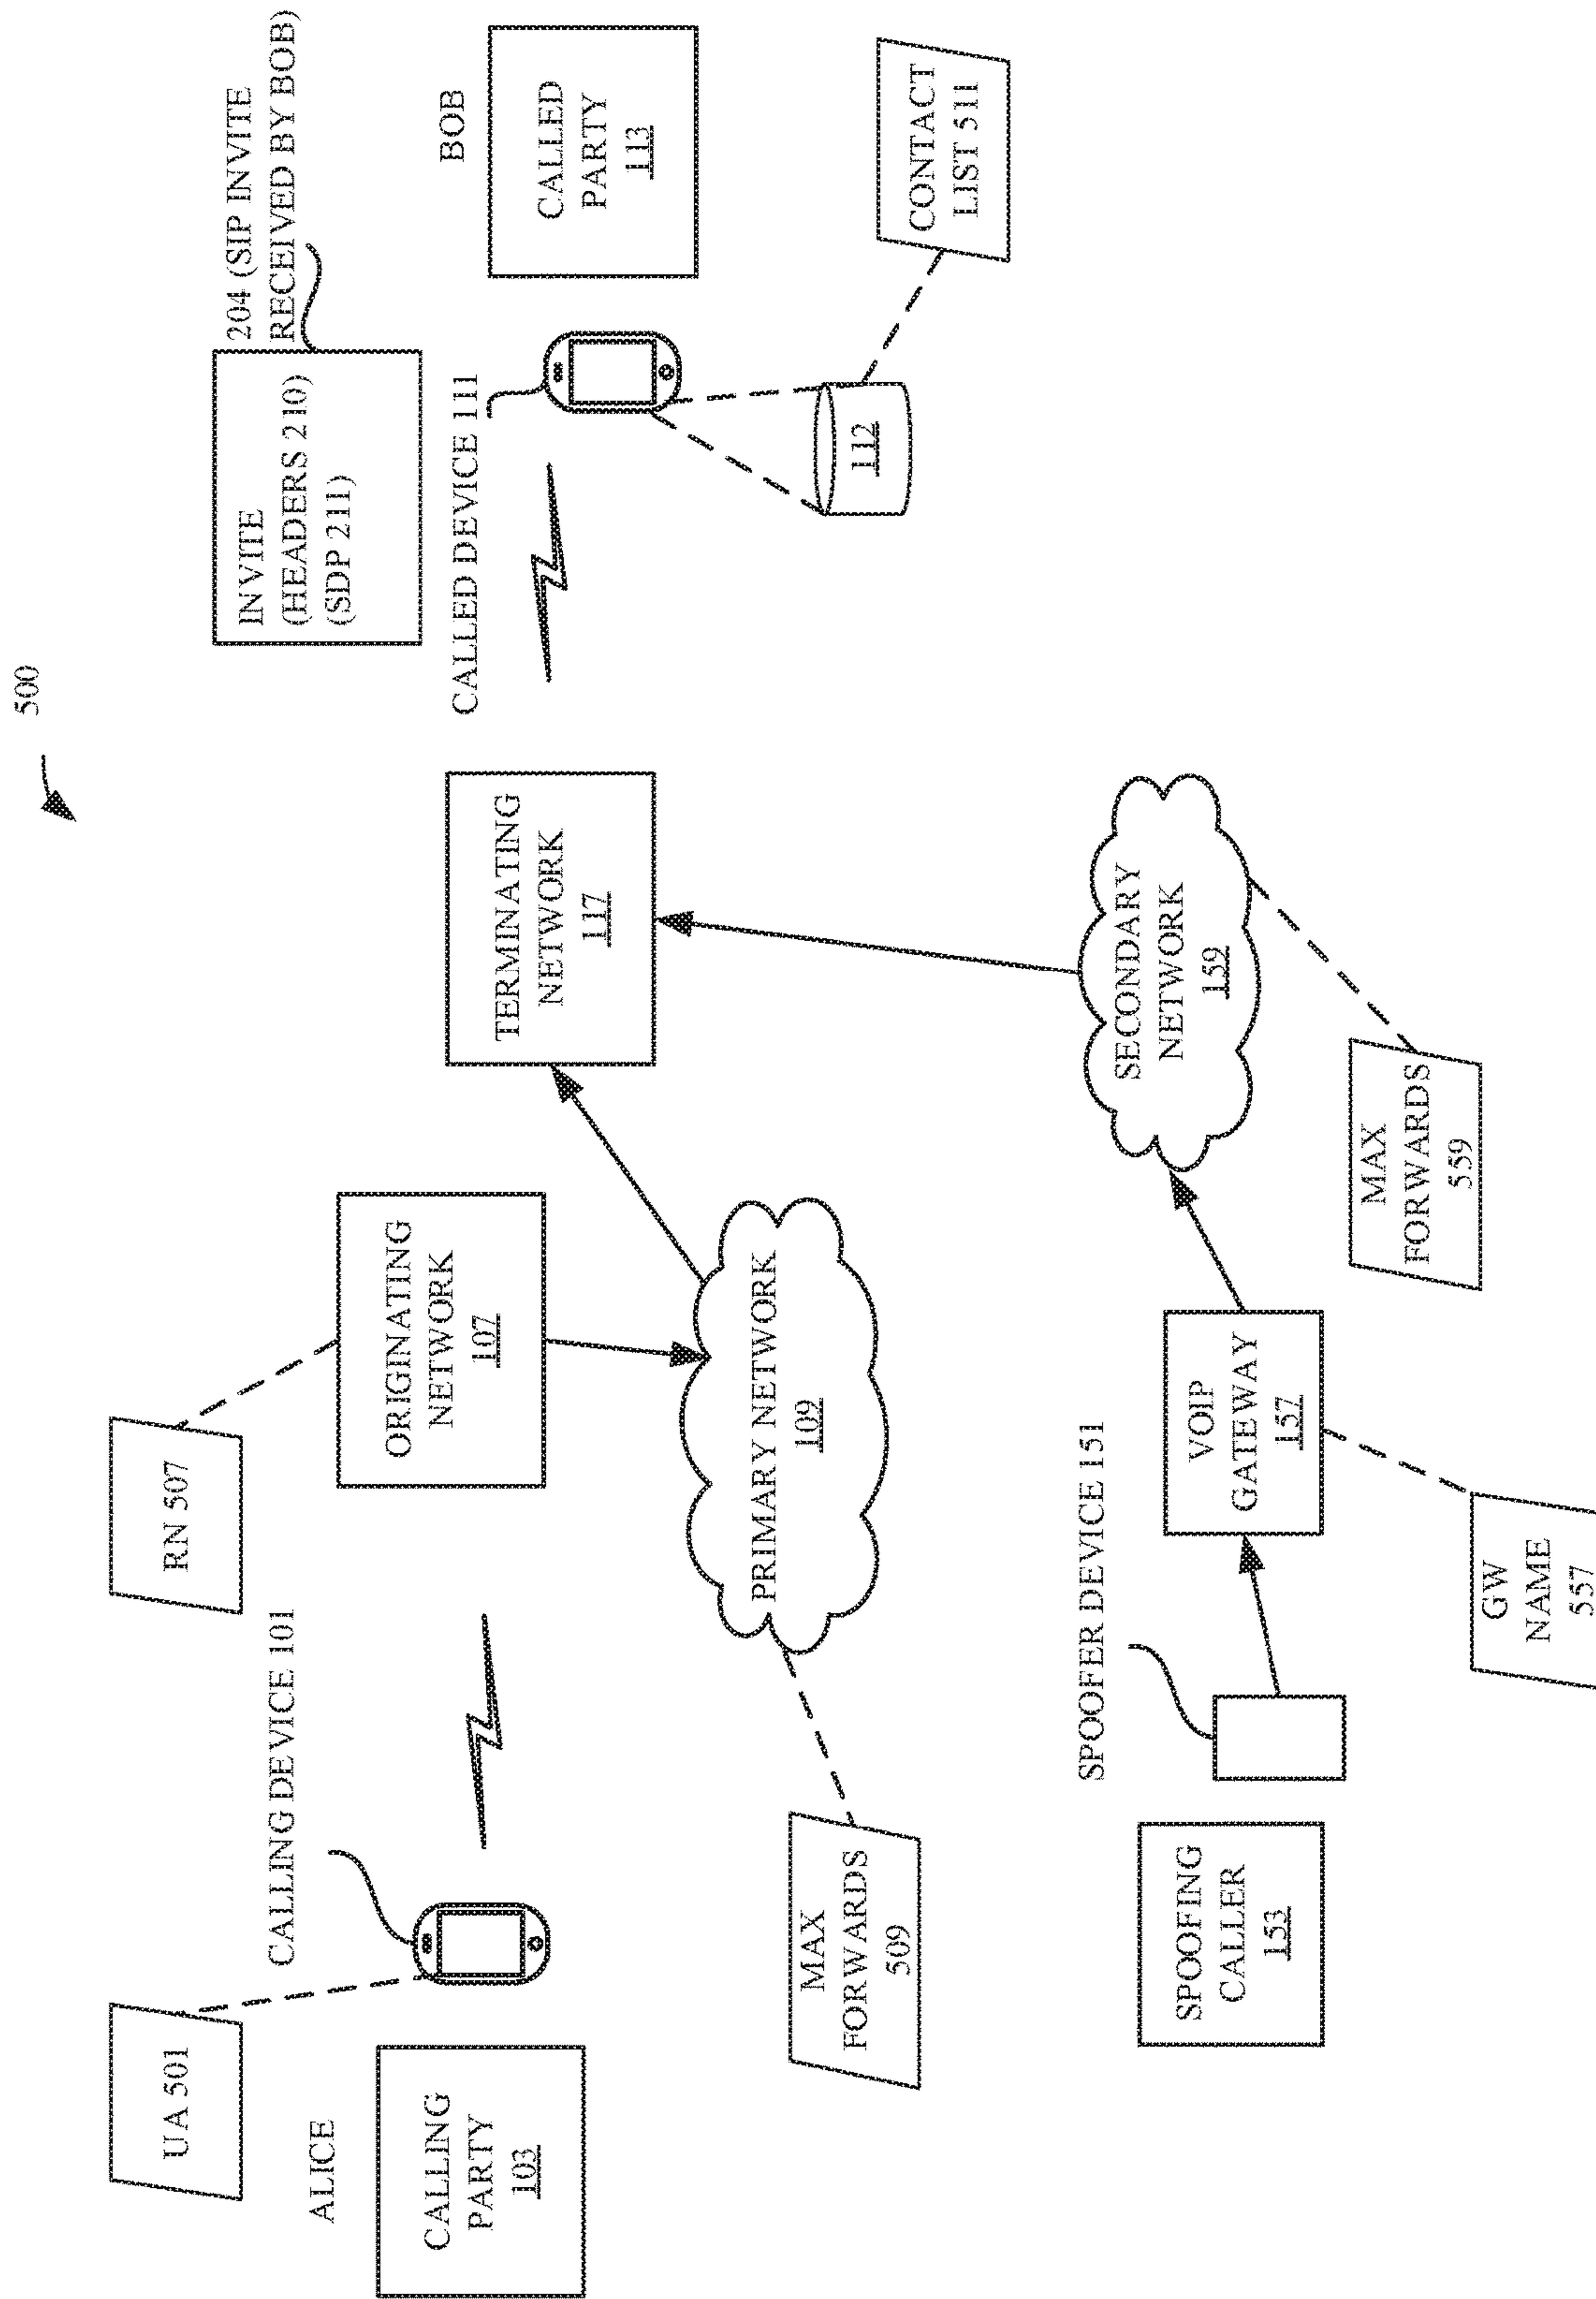 500
204 (SIP INVITE
RECEIVED BY BOB)
INVITE
(HEADERS 210)
(SDP 211)
UA 501
CALLING DEVICE 101
RN 507
ALICE
CALLING
PARTY
103
ORIGINATING
NETWORK
107
TERMINATING
NETWORK
117
CALLED DEVICE 111
BOB
CALLED
PARTY
113
MAX
FORWARDS
509
PRIMARY NETWORK
109
112
CONTACT
LIST 511
SPOOFER DEVICE 151
SPOOFING
CALLER
153
VOIP
GATEWAY
157
SECONDARY
NETWORK
159
GW
NAME
557
MAX
FORWARDS
559